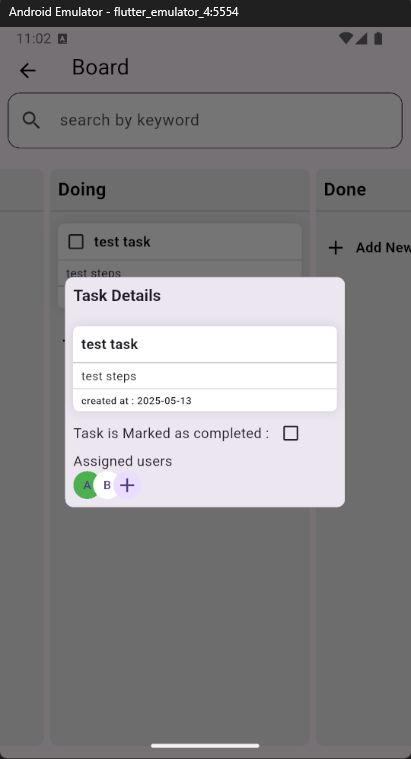 Android Emulator - flutter_emulator_4:5554
11:02 A
Board
search by keyword
Doing
Done
test task
Add New
test steps
Task Details
test task
test steps
created at : 2025-05-13
Task is Marked as completed :
Assigned users
A B +